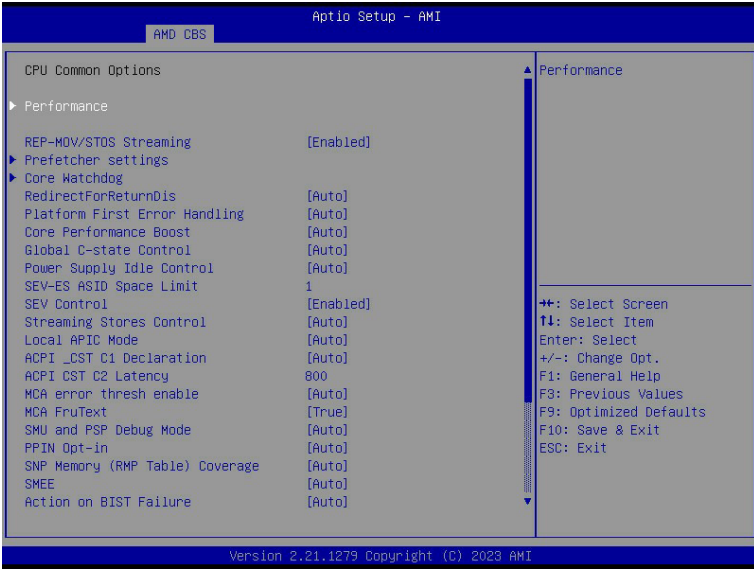 Aptio Setup – AMI
AMD CBS
CPU Common Options
Performance
REP-MOV/STOS Streaming [Enabled]
Prefetcher settings
Core Watchdog
RedirectForReturnDis [Auto]
Platform First Error Handling [Auto]
Core Performance Boost [Auto]
Global C-state Control [Auto]
Power Supply Idle Control [Auto]
SEV-ES ASID Space Limit 1
SEV Control [Enabled]
Streaming Stores Control [Auto]
Local APIC Mode [Auto]
ACPI _CST C1 Declaration [Auto]
ACPI CST C2 Latency 800
MCA error thresh enable [Auto]
MCA FruText [True]
SMU and PSP Debug Mode [Auto]
PPIN Opt-in [Auto]
SNP Memory (RMP Table) Coverage [Auto]
SMEE [Auto]
Action on BIST Failure [Auto]
Performance
→←: Select Screen
↑↓: Select Item
Enter: Select
+/-: Change Opt.
F1: General Help
F3: Previous Values
F9: Optimized Defaults
F10: Save & Exit
ESC: Exit
Version 2.21.1279 Copyright (C) 2023 AMI